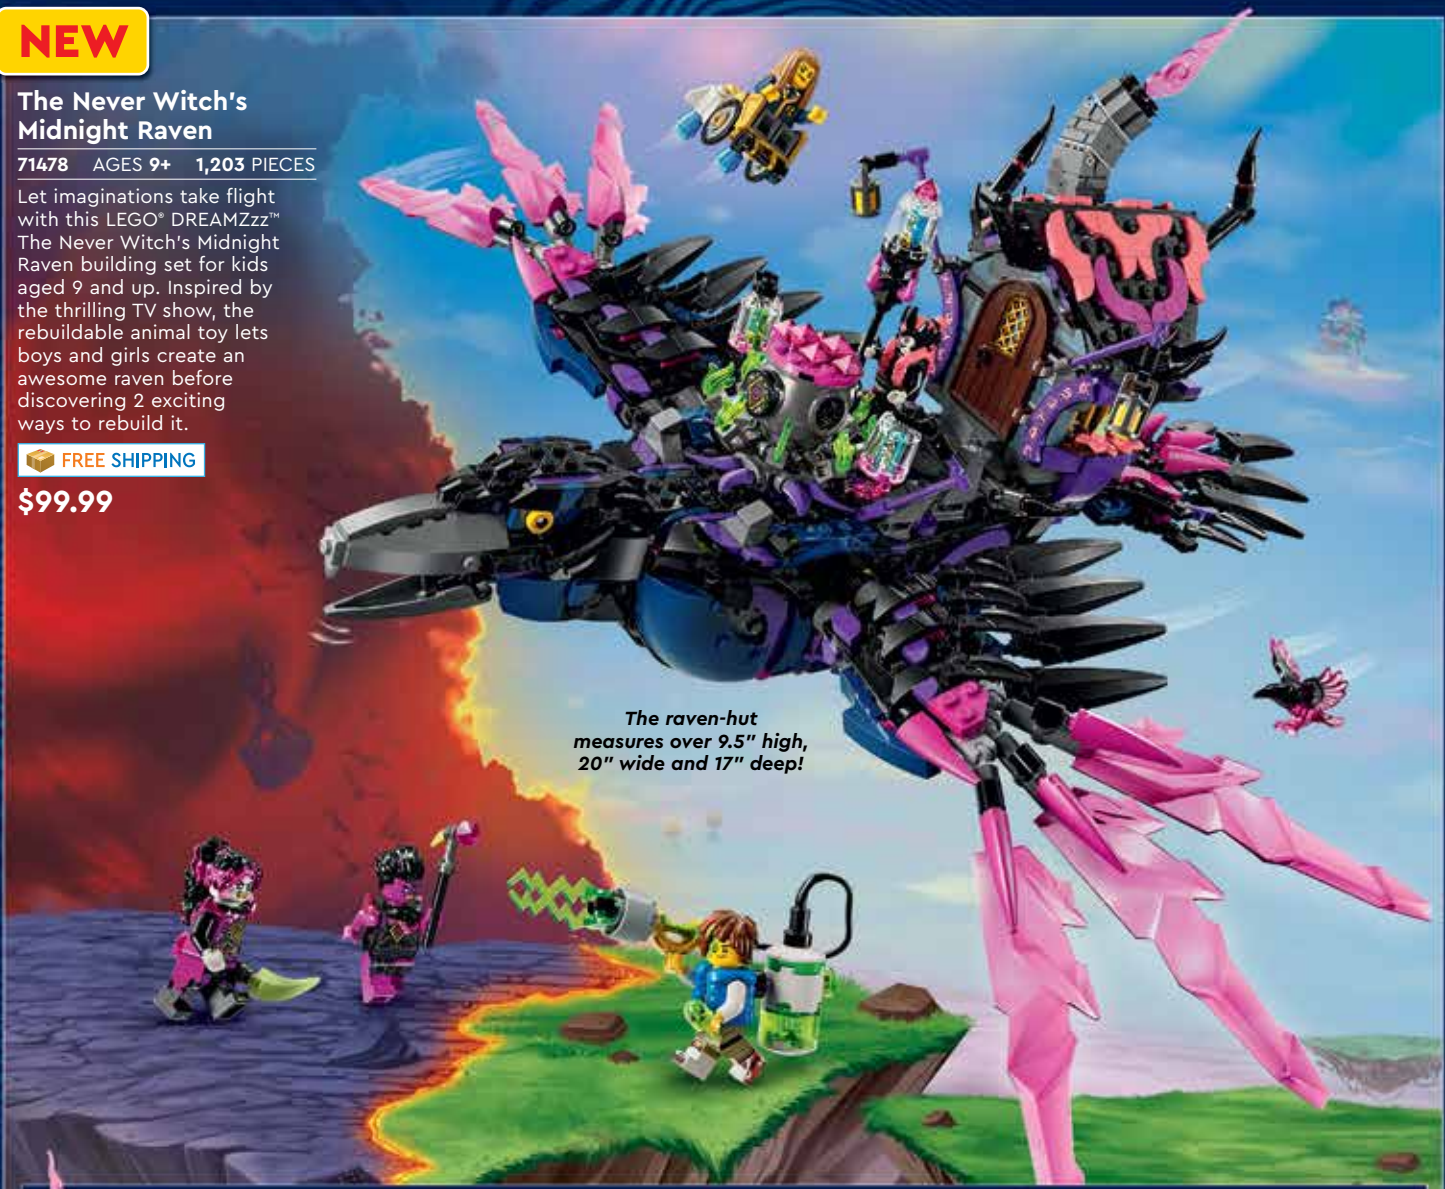 NEW
The Never Witch's
Midnight Raven
71478 AGES 9+ 1,203 PIECES
Let imaginations take flight
with this LEGO® DREAMZzz™
The Never Witch's Midnight
Raven building set for kids
aged 9 and up. Inspired by
the thrilling TV show, the
rebuildable animal toy lets
boys and girls create an
awesome raven before
discovering 2 exciting
ways to rebuild it.
FREE SHIPPING
$99.99
The raven-hut
measures over 9.5" high,
20" wide and 17" deep!